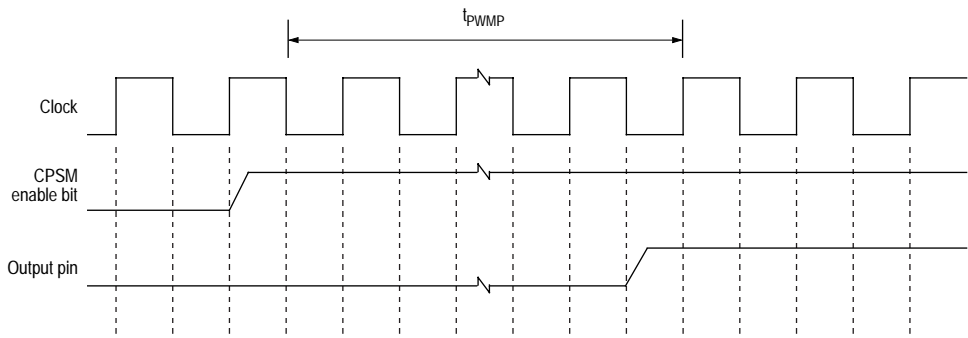 tPWMP
Clock
CPSM
enable bit
Output pin